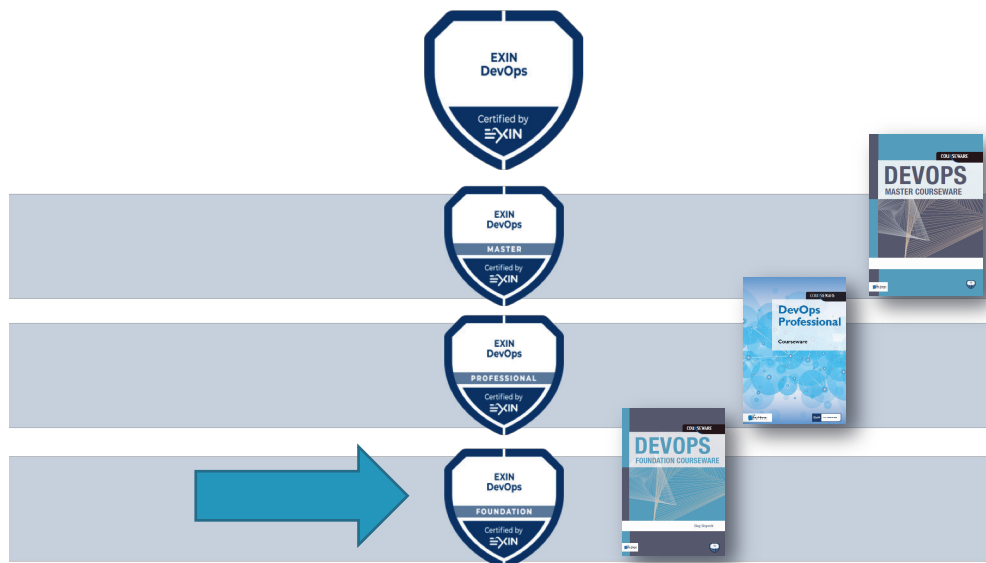 EXIN
DevOps
Certified by
EXIN
COURSEWARE
DEVOPS
MASTER COURSEWARE
EXIN
DevOps
MASTER
Certified by
EXIN
COURSEWARE
DevOps
Professional
Courseware
EXIN
DevOps
PROFESSIONAL
Certified by
EXIN
COURSEWARE
DEVOPS
FOUNDATION COURSEWARE
EXIN
DevOps
FOUNDATION
Certified by
EXIN